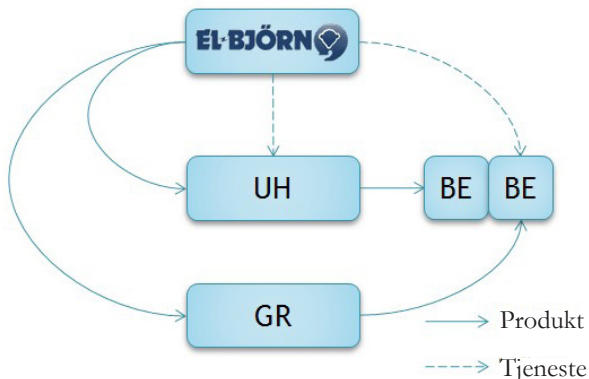 EL-BJÖRN
UH
BE BE
GR
Produkt
Tjeneste